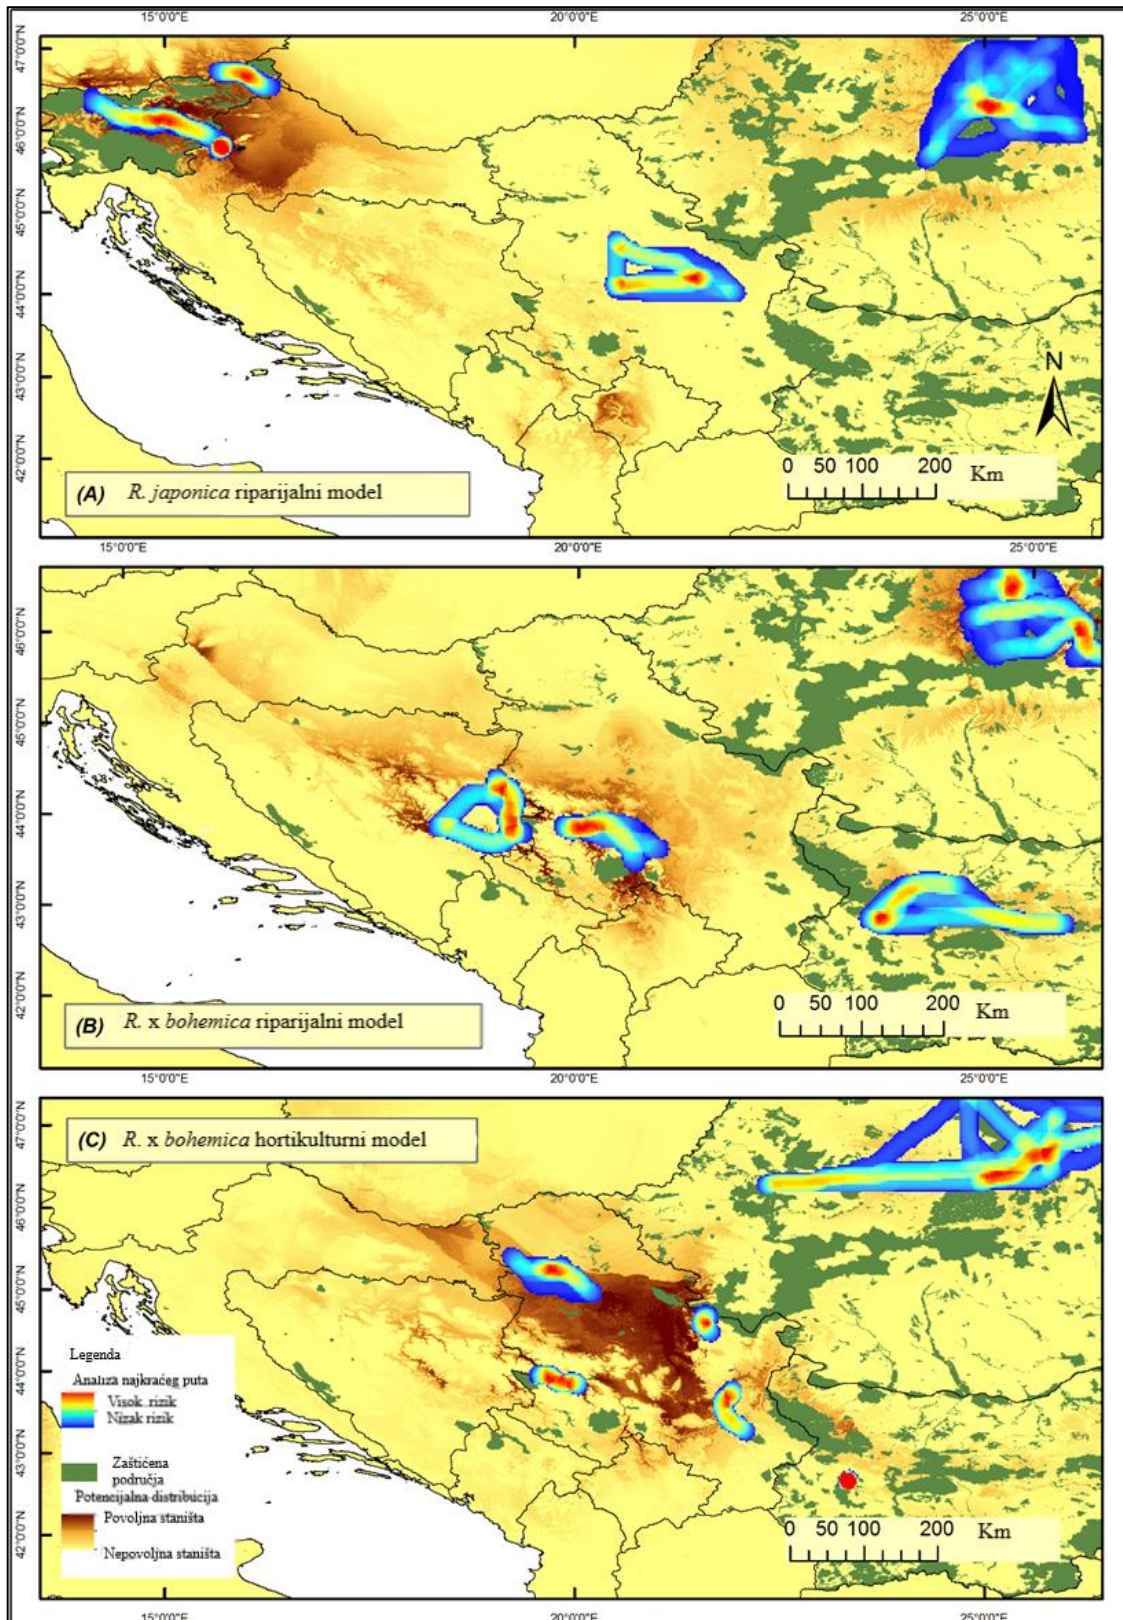 15°0'0"E 20°0'0"E 25°0'0"E
47°0'0"N
46°0'0"N
45°0'0"N
44°0'0"N
43°0'0"N
42°0'0"N
N
0 50 100 200 Km
(A) R. japonica riparijalni model
15°0'0"E 20°0'0"E 25°0'0"E
46°0'0"N
45°0'0"N
44°0'0"N
43°0'0"N
42°0'0"N
0 50 100 200 Km
(B) R. x bohemica riparijalni model
15°0'0"E 20°0'0"E 25°0'0"E
(C) R. x bohemica hortikulturni model
47°0'0"N
46°0'0"N
45°0'0"N
44°0'0"N
43°0'0"N
42°0'0"N
Legenda
Analiza najkraćeg puta
Visok rizik
Nizak rizik
Zaštićena
područja
Potencijalna distribucija
Povoljna staništa
Nepovoljna staništa
0 50 100 200 Km
15°0'0"E 20°0'0"E 25°0'0"E